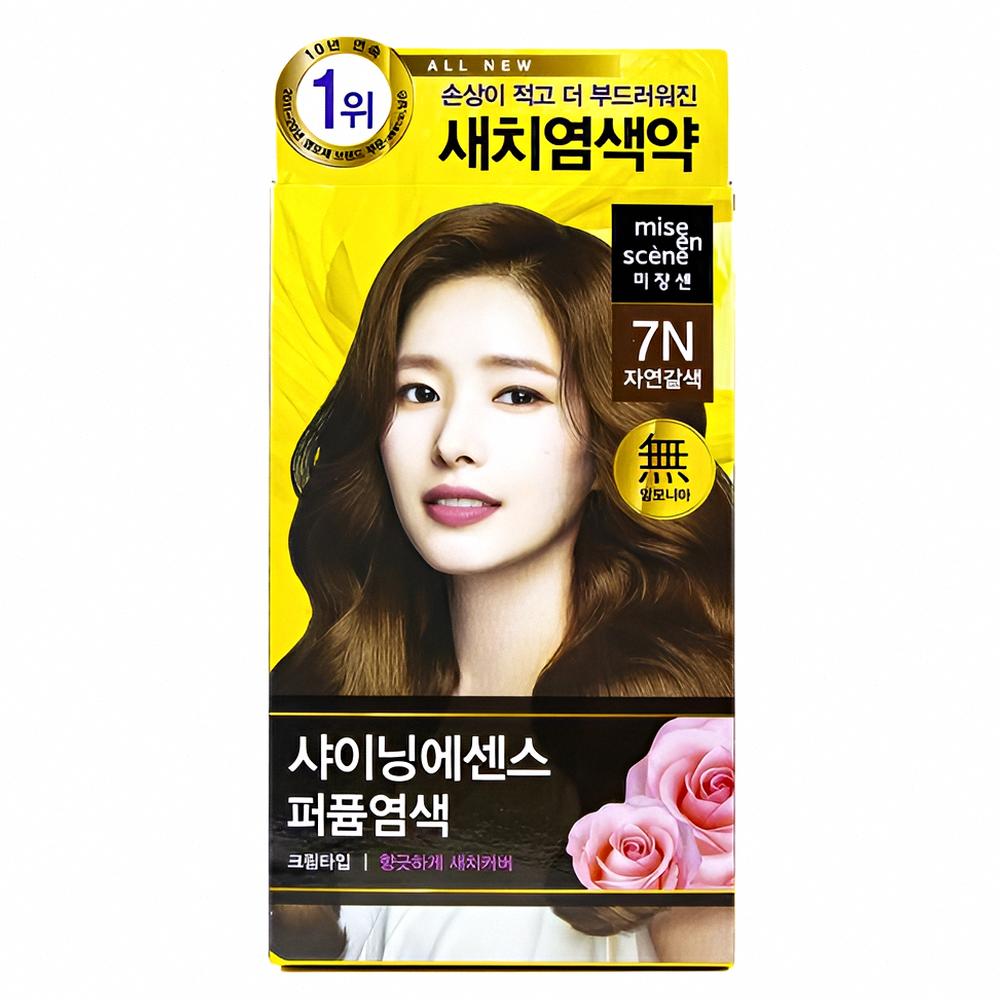 10년 연속
1위
ALL NEW
손상이 적고 더 부드러워진
새치염색약
mise
en
scène
미쟝센
7N
자연갈색
無
암모니아
샤이닝에센스
퍼퓸염색
크림타입 | 향긋하게 새치커버